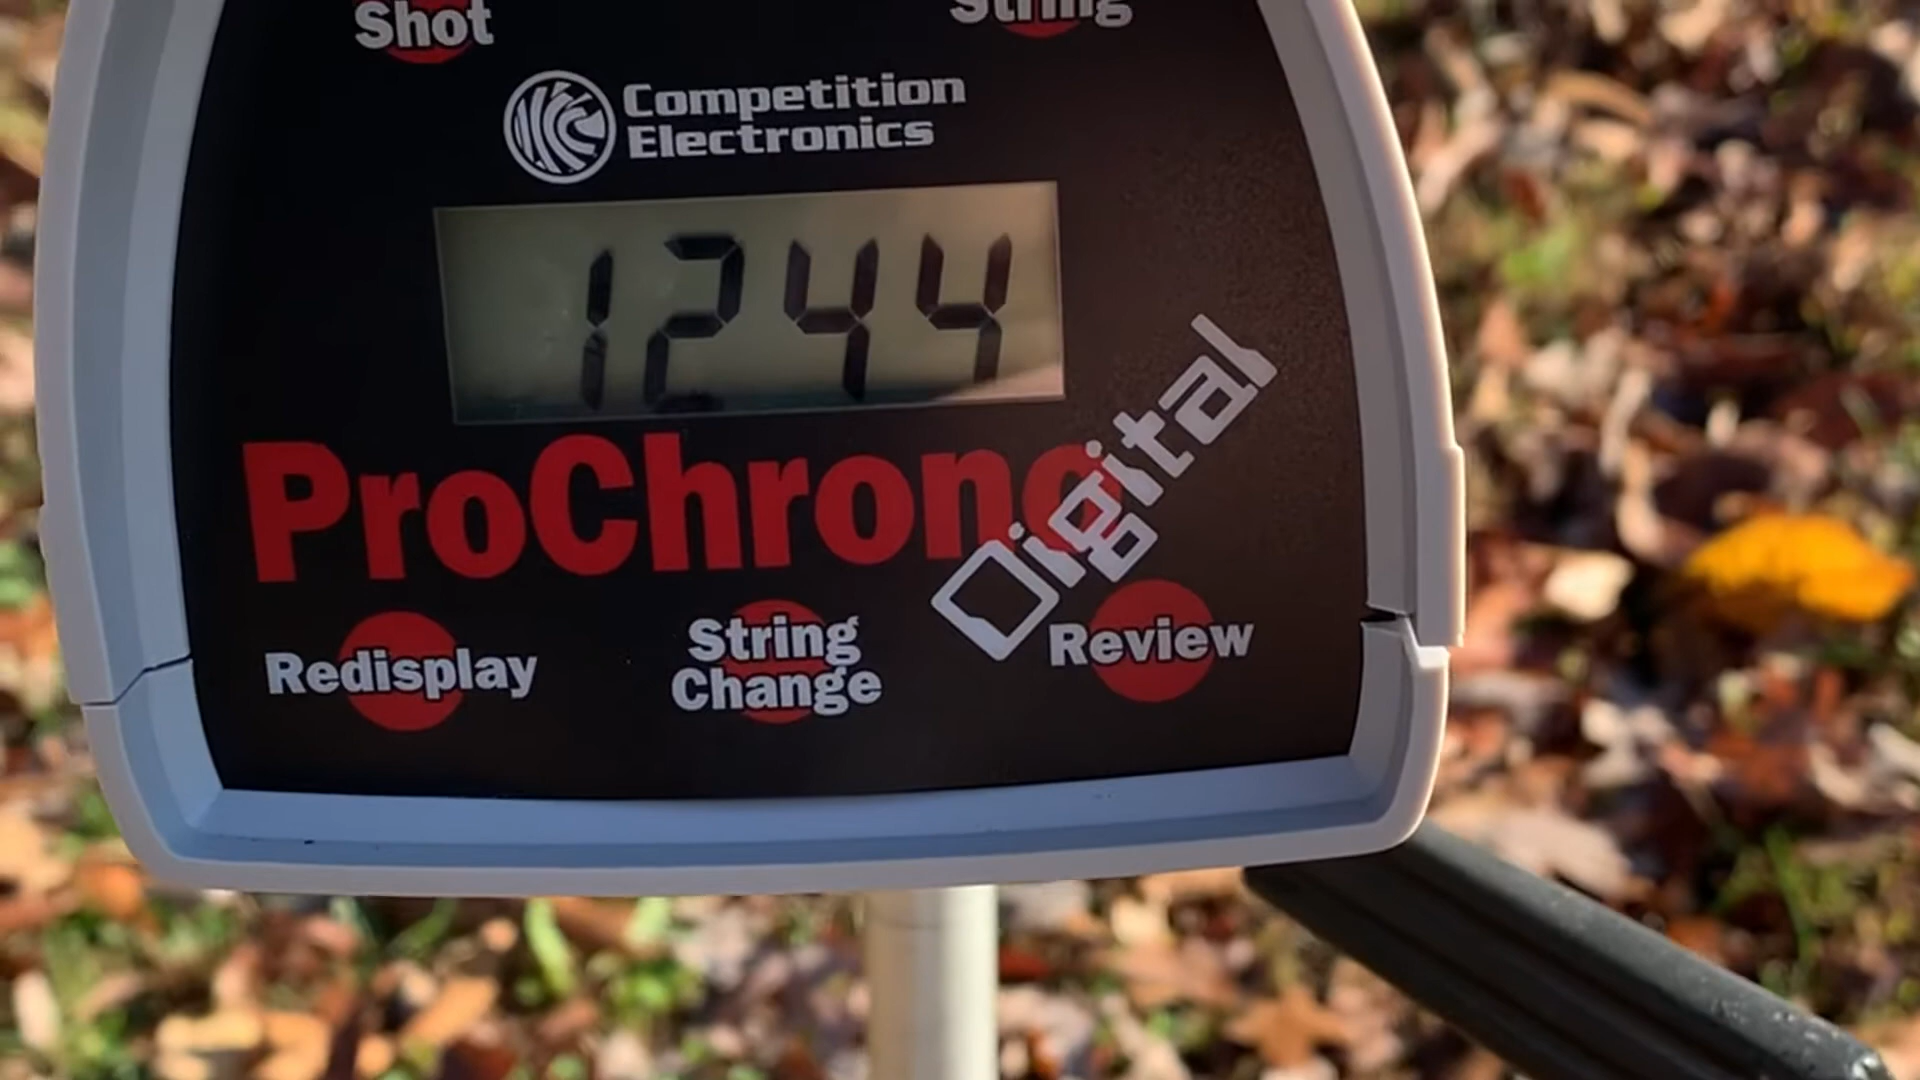 Shot
String
Competition
Electronics
1244
ProChrono
Digital
Redisplay
String
Change
Review